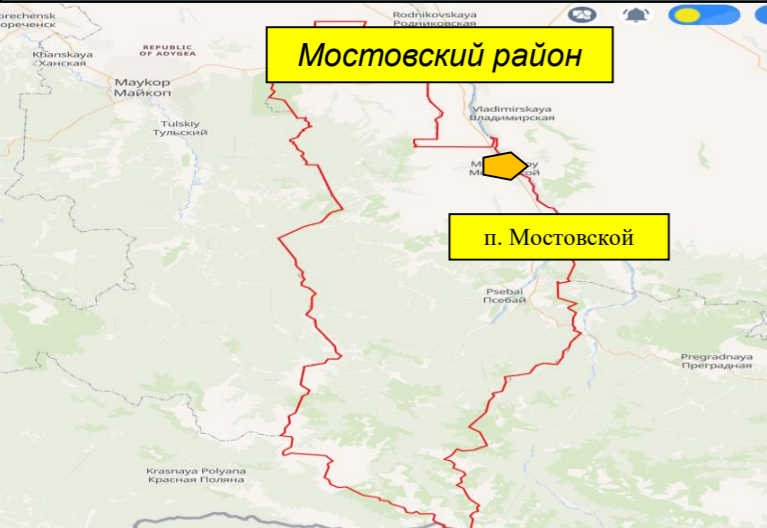 Rodnikovskaya
Родниковская
Khanskaya
Ханская
REPUBLIC
OF ADYGEA
Мостовский район
Maykop
Майкоп
Vladimirskaya
Владимирская
Tulskiy
Тульский
п. Мостовской
Psebai
Псебай
Pregradnaya
Преградная
Krasnaya Polyana
Красная Поляна